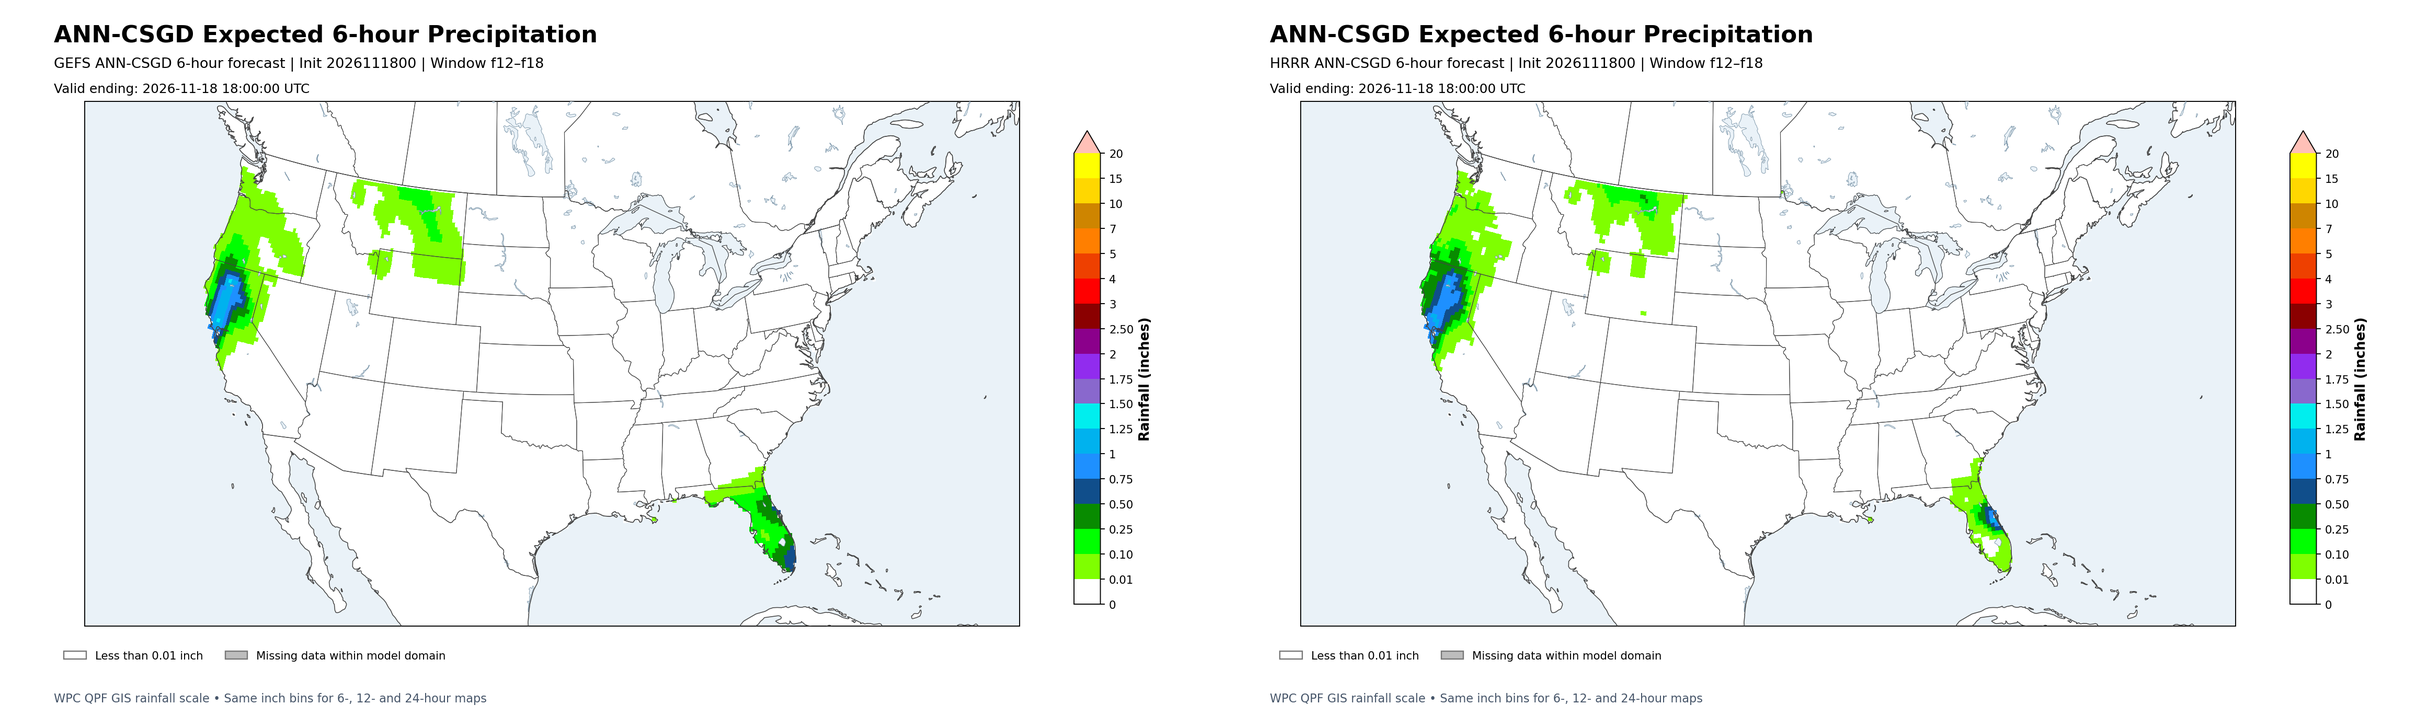 ANN-CSGD Expected 6-hour Precipitation
GEFS ANN-CSGD 6-hour forecast | Init 2026111800 | Window f12–f18
Valid ending: 2026-11-18 18:00:00 UTC
20
15
10
7
5
4
3
2.50
2
1.75
1.50
1.25
1
0.75
0.50
0.25
0.10
0.01
0
Rainfall (inches)
Less than 0.01 inch
Missing data within model domain
WPC QPF GIS rainfall scale • Same inch bins for 6-, 12- and 24-hour maps
ANN-CSGD Expected 6-hour Precipitation
HRRR ANN-CSGD 6-hour forecast | Init 2026111800 | Window f12–f18
Valid ending: 2026-11-18 18:00:00 UTC
20
15
10
7
5
4
3
2.50
2
1.75
1.50
1.25
1
0.75
0.50
0.25
0.10
0.01
0
Rainfall (inches)
Less than 0.01 inch
Missing data within model domain
WPC QPF GIS rainfall scale • Same inch bins for 6-, 12- and 24-hour maps